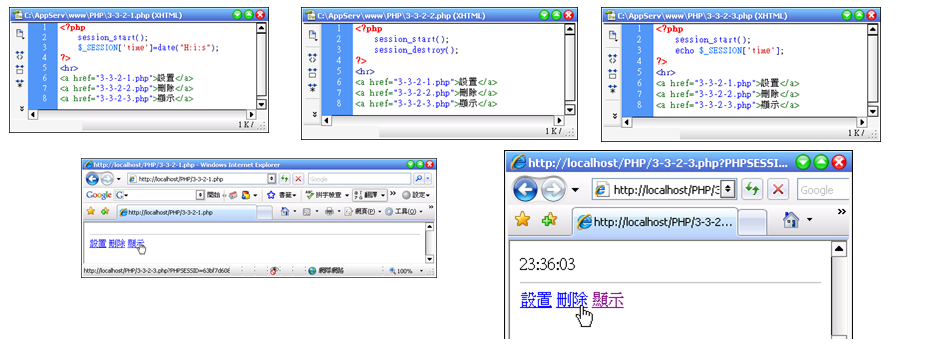 C:\AppServ\www\PHP\3-3-2-1.php (XHTML)
1 <?php
2 session_start();
3 $_SESSION['time']=date("H:i:s");
4 ?>
5 <hr>
6 <a href="3-3-2-1.php">設置</a>
7 <a href="3-3-2-2.php">刪除</a>
8 <a href="3-3-2-3.php">顯示</a>
1 K /
C:\AppServ\www\PHP\3-3-2-2.php (XHTML)
1 <?php
2 session_start();
3 session_destroy();
4 ?>
5 <hr>
6 <a href="3-3-2-1.php">設置</a>
7 <a href="3-3-2-2.php">刪除</a>
8 <a href="3-3-2-3.php">顯示</a>
1 K /
C:\AppServ\www\PHP\3-3-2-3.php (XHTML)
1 <?php
2 session_start();
3 echo $_SESSION['time'];
4 ?>
5 <hr>
6 <a href="3-3-2-1.php">設置</a>
7 <a href="3-3-2-2.php">刪除</a>
8 <a href="3-3-2-3.php">顯示</a>
1 K /
http://localhost/PHP/3-3-2-1.php - Windows Internet Explorer
http://localhost/PHP/3-3-2-1.php
Google
Google G 開始 書籤 拼字檢查 翻譯 » 設定
http://localhost/PHP/3-3-2-1.php 網頁(P) 工具(O) »
設置 刪除 顯示
http://localhost/PHP/3-3-2-3.php?PHPSESSID=63bf7d608 網際網路 100%
http://localhost/PHP/3-3-2-3.php?PHPSESSI...
http://localhost/PHP/3
Google
http://localhost/PHP/3-3-2... »
23:36:03
設置 刪除 顯示